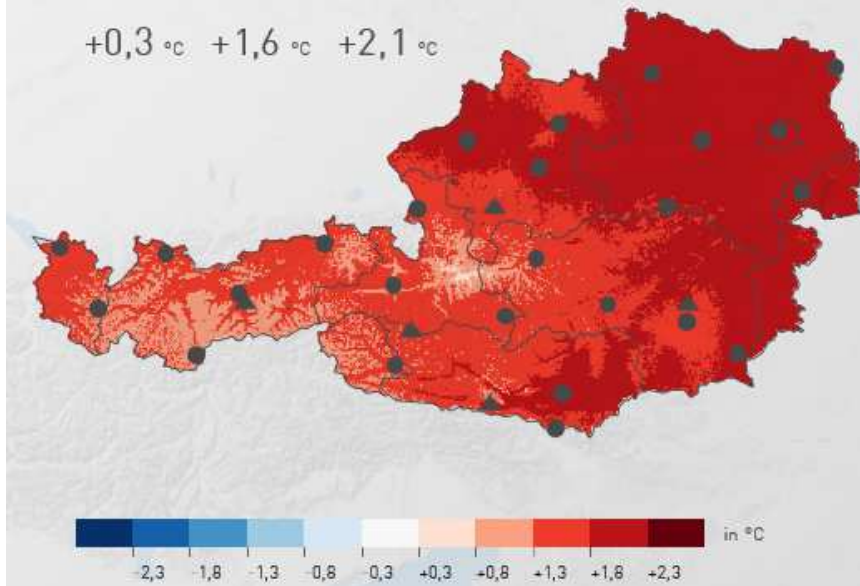 +0,3 °C +1,6 °C +2,1 °C
in °C
-2,3 -1,8 -1,3 -0,8 -0,3 +0,3 +0,8 +1,3 +1,8 +2,3